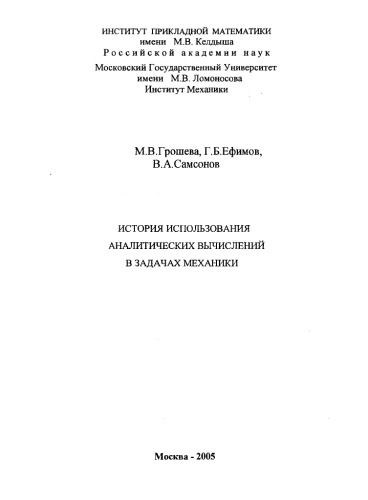 ИНСТИТУТ ПРИКЛАДНОЙ МАТЕМАТИКИ
имени М.В. Келдыша
Российской академии наук
Московский Государственный Университет
имени М.В. Ломоносова
Институт Механики
М.В.Грошева, Г.Б.Ефимов,
В.А.Самсонов
ИСТОРИЯ ИСПОЛЬЗОВАНИЯ
АНАЛИТИЧЕСКИХ ВЫЧИСЛЕНИЙ
В ЗАДАЧАХ МЕХАНИКИ
Москва - 2005